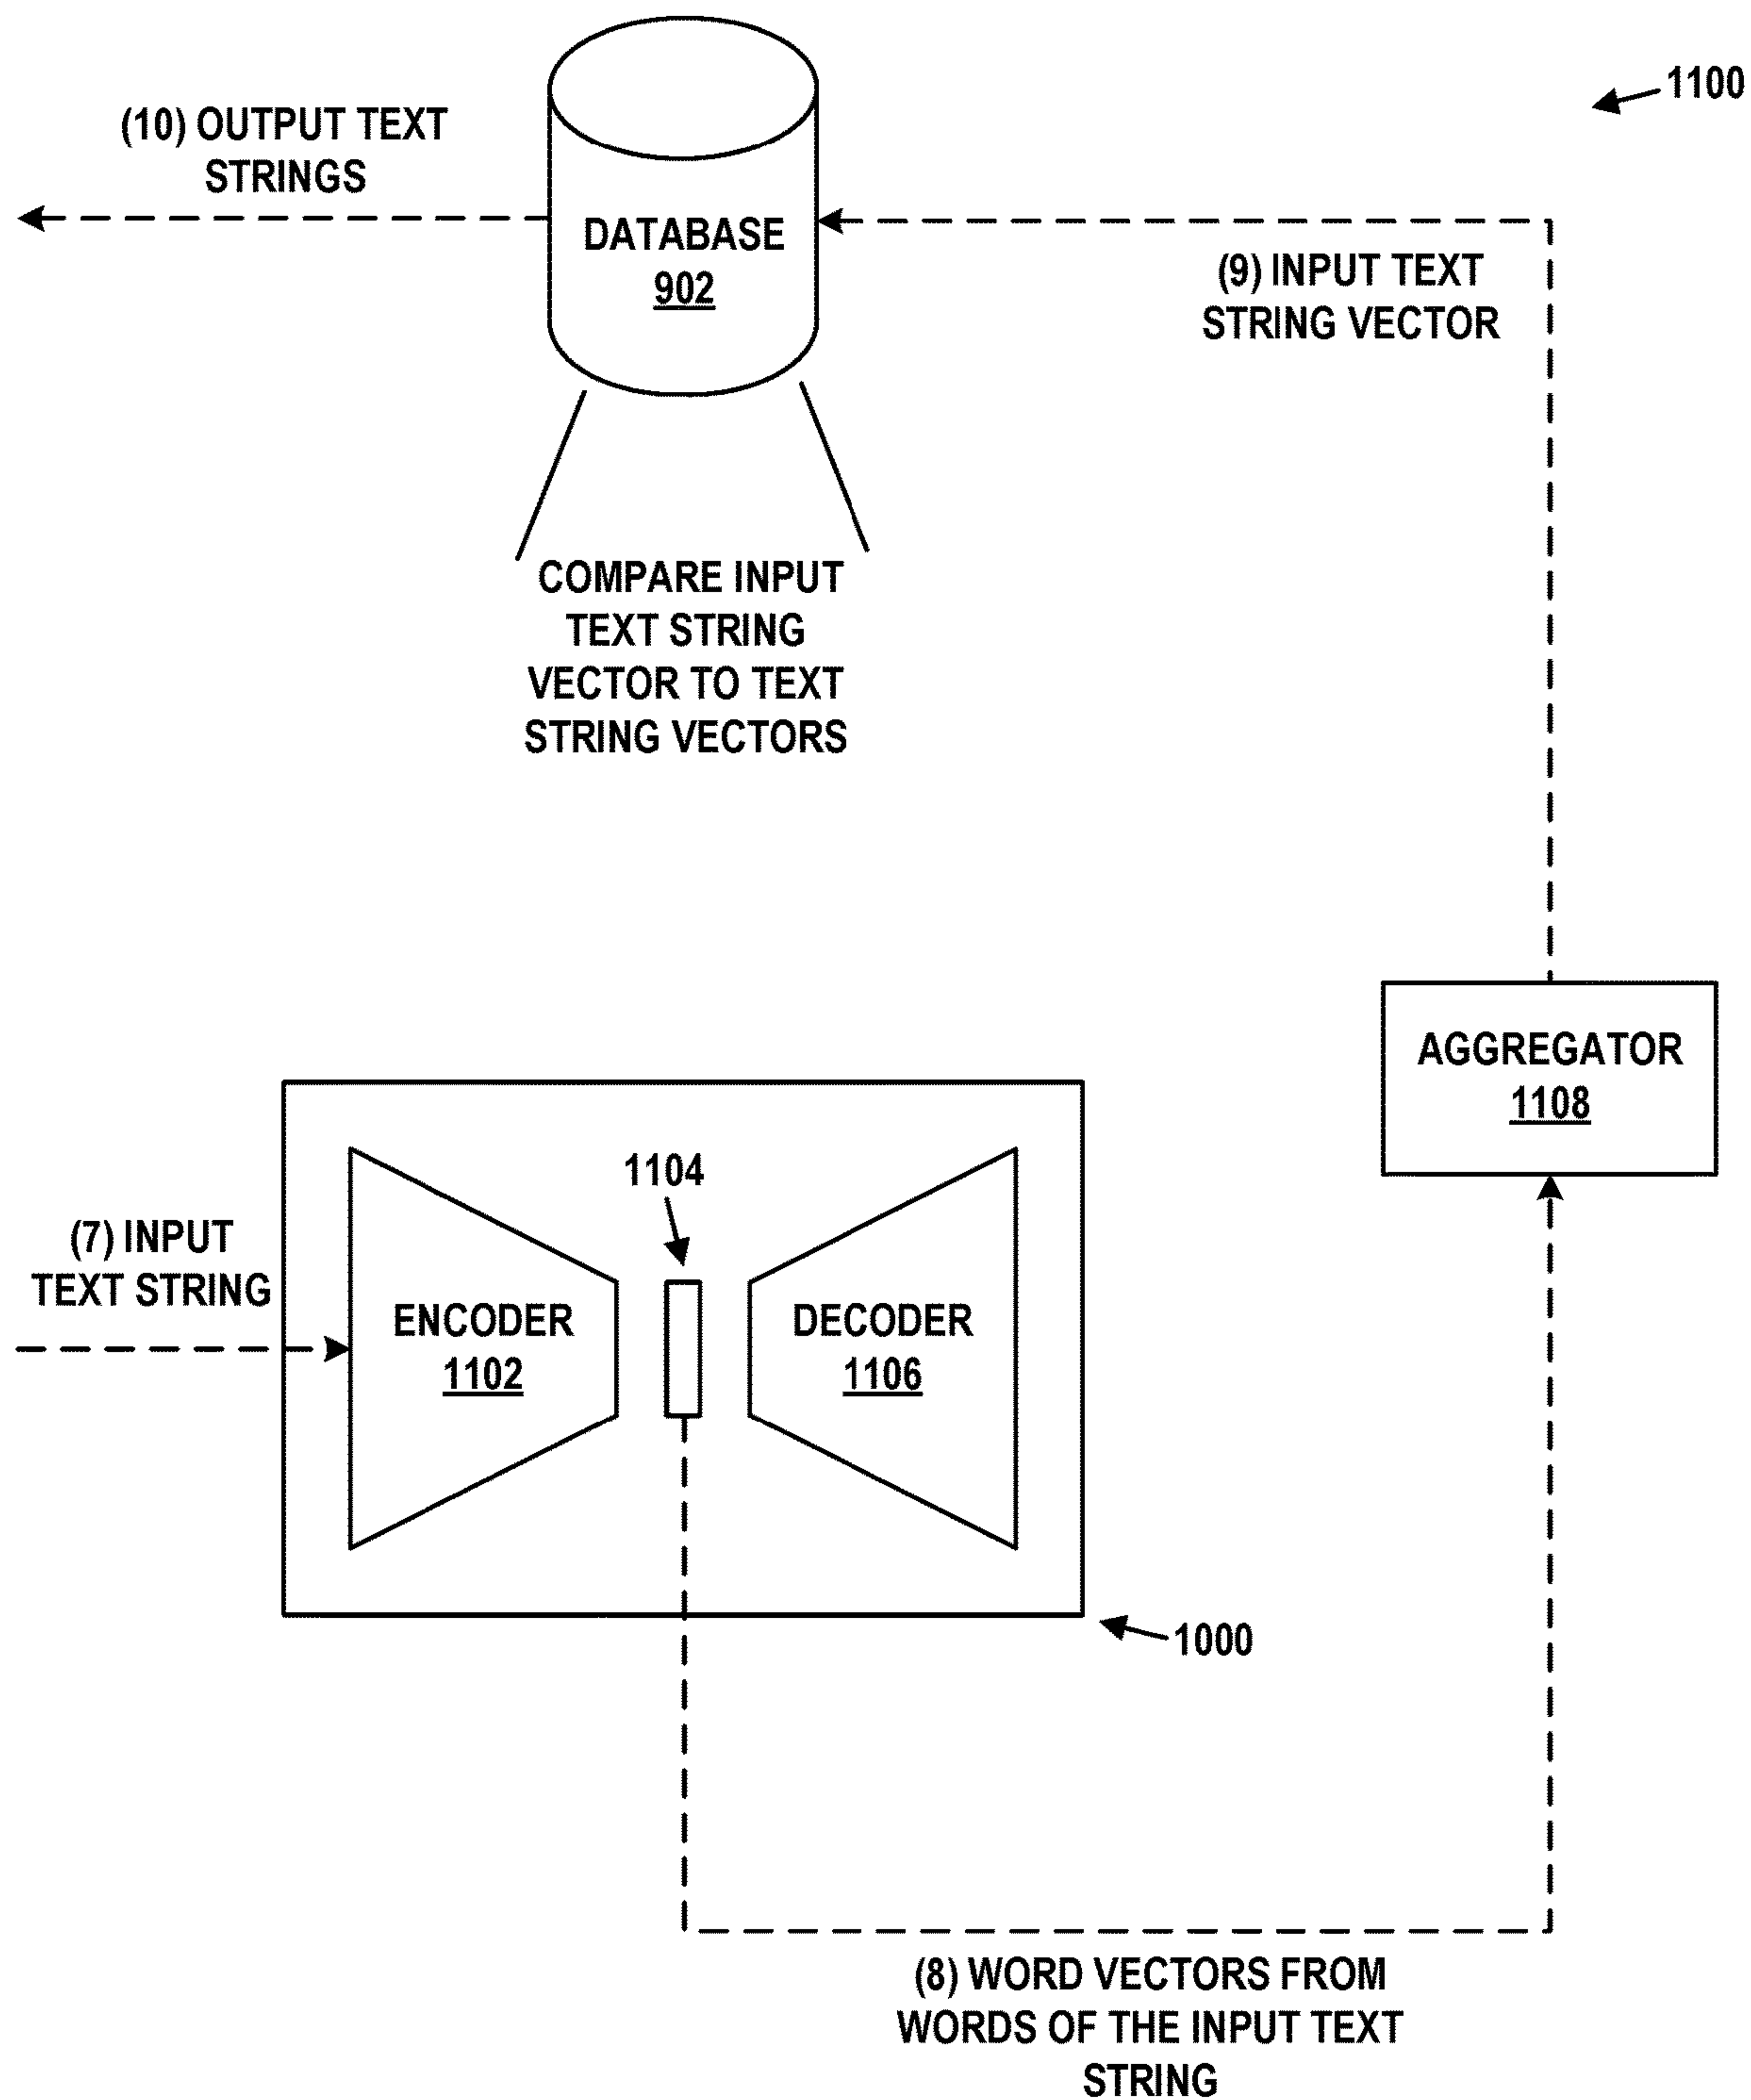 1100
(10) OUTPUT TEXT
STRINGS
DATABASE
902
(9) INPUT TEXT
STRING VECTOR
COMPARE INPUT
TEXT STRING
VECTOR TO TEXT
STRING VECTORS
AGGREGATOR
1108
1104
(7) INPUT
TEXT STRING
ENCODER
1102
DECODER
1106
1000
(8) WORD VECTORS FROM
WORDS OF THE INPUT TEXT
STRING